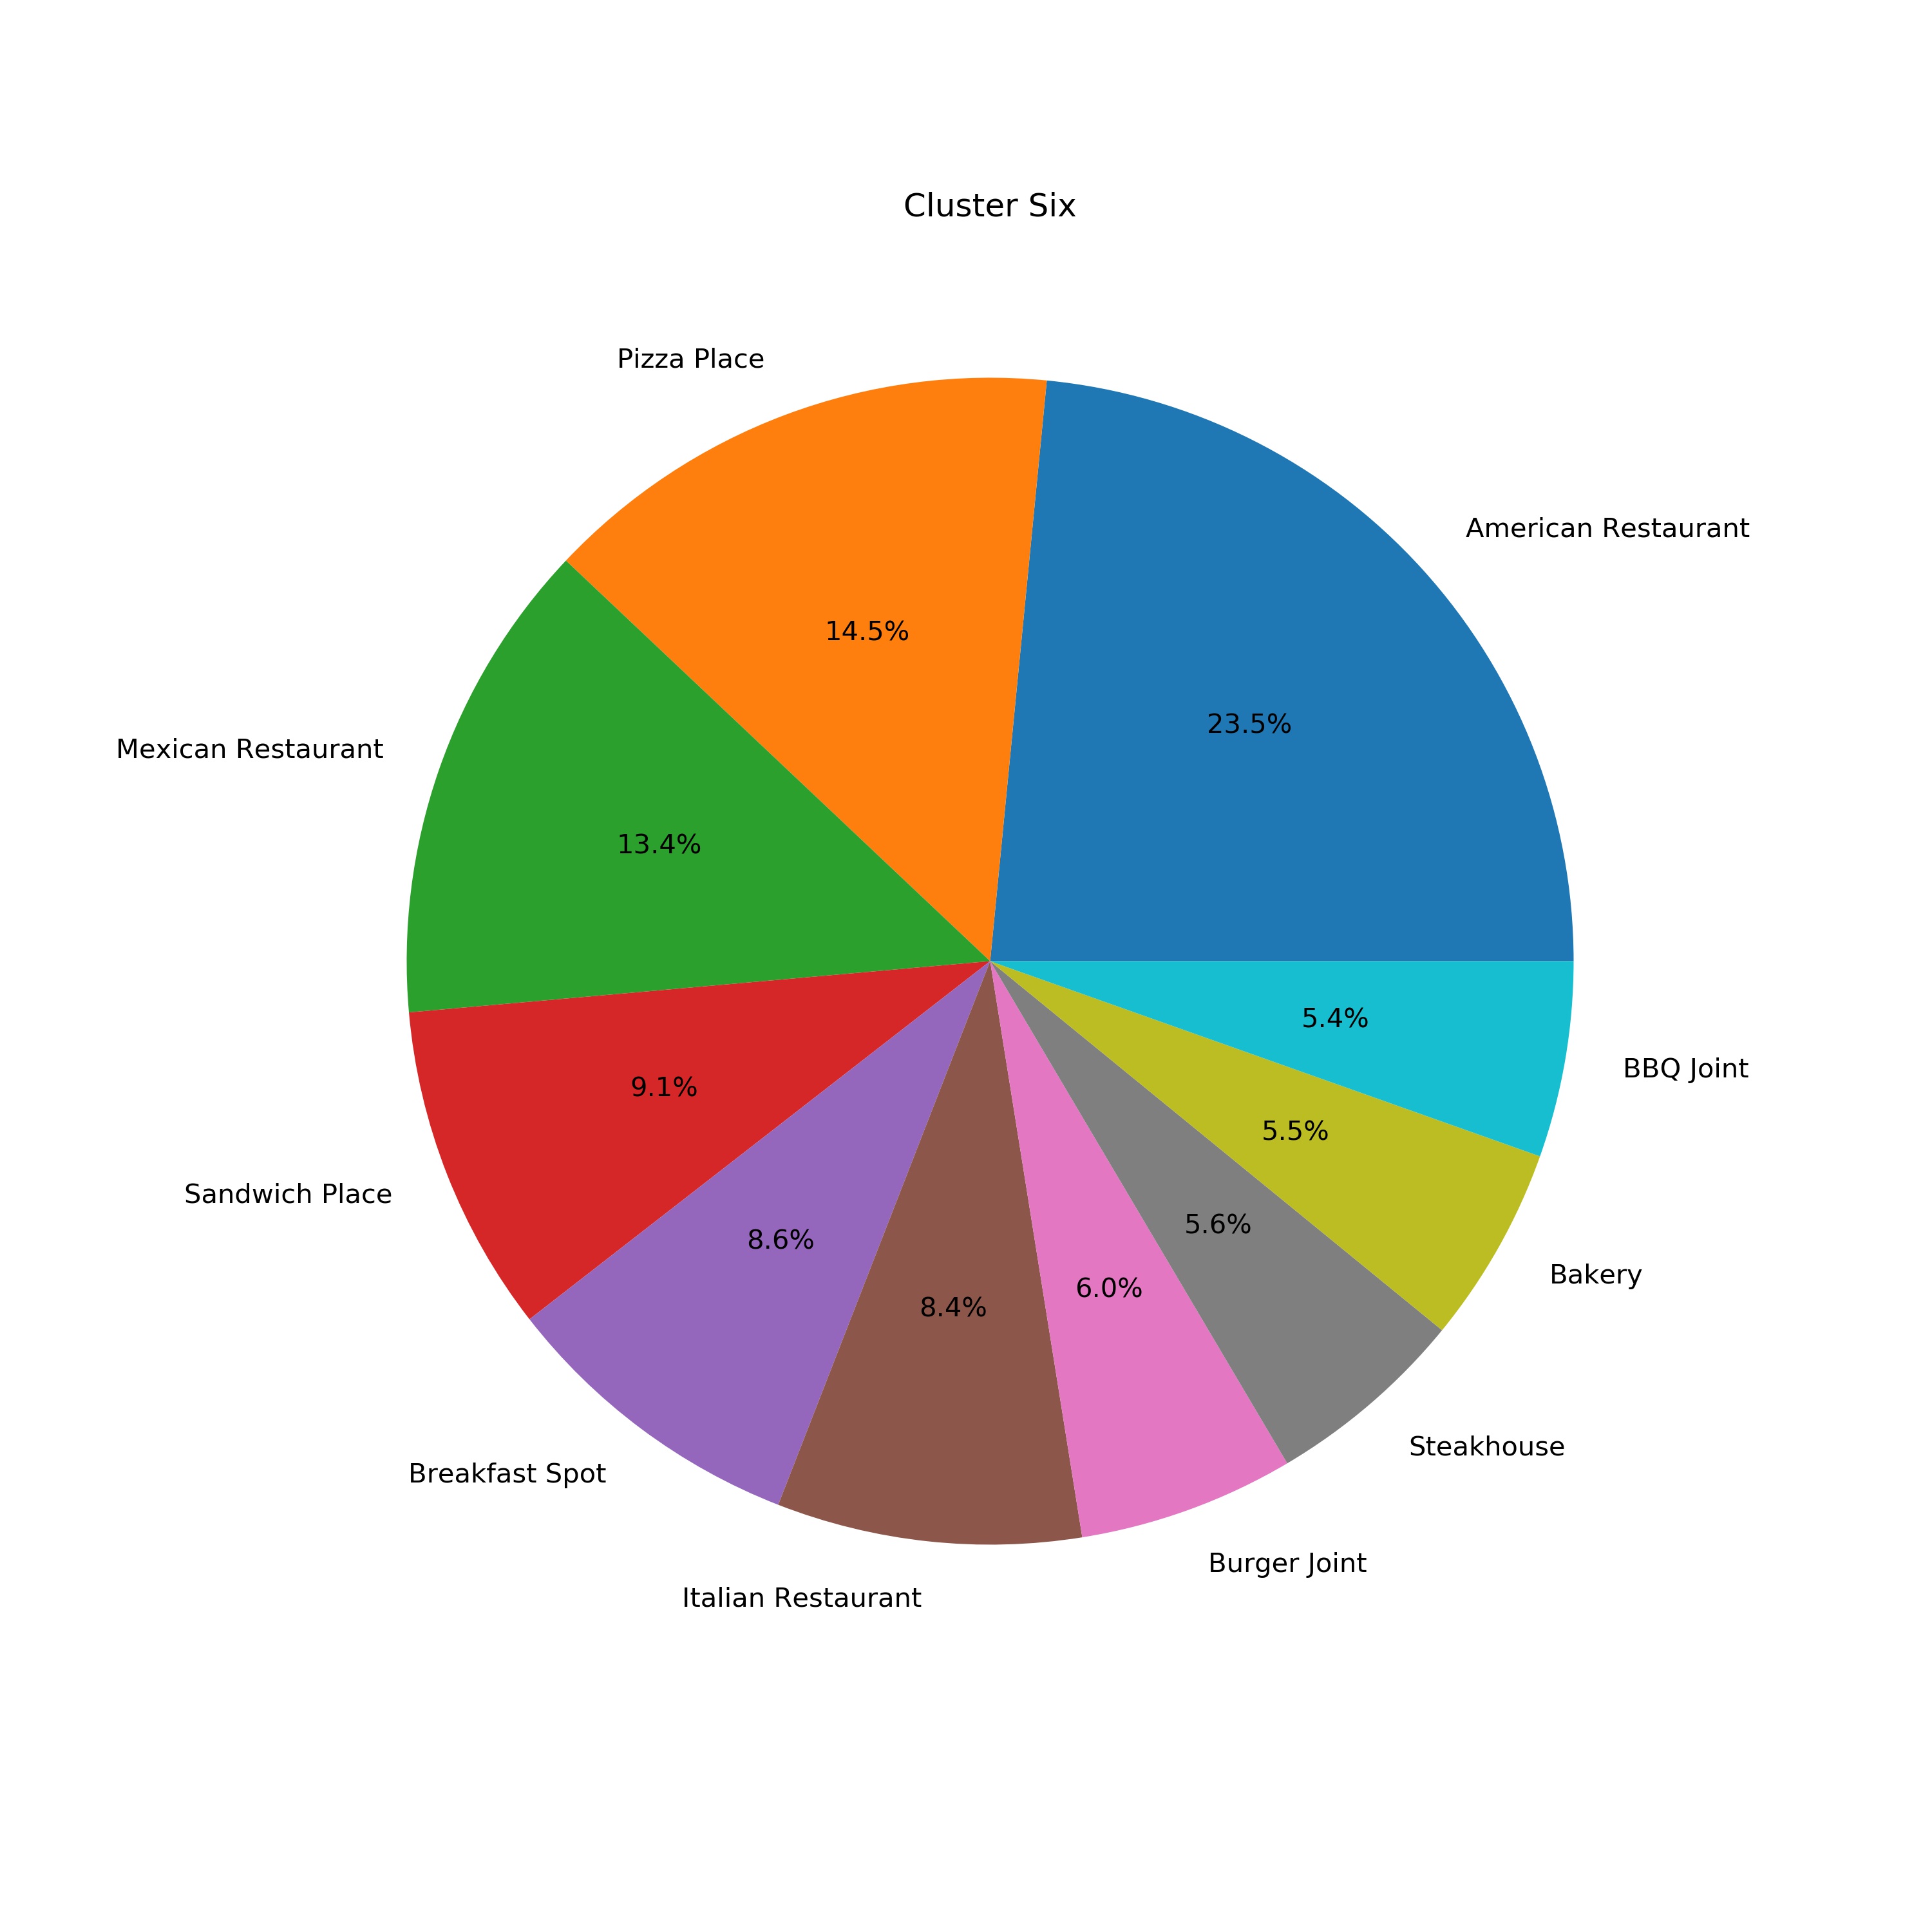 Cluster Six
Pizza Place
American Restaurant
14.5%
23.5%
Mexican Restaurant
13.4%
5.4%
BBQ Joint
9.1%
5.5%
Sandwich Place
8.6%
5.6%
Bakery
8.4%
6.0%
Steakhouse
Breakfast Spot
Burger Joint
Italian Restaurant